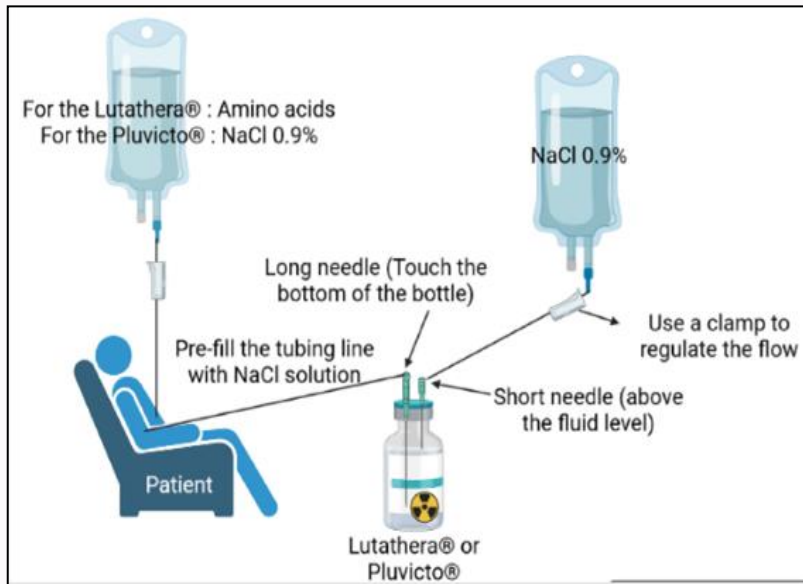 For the Lutathera® : Amino acids
For the Pluvicto® : NaCl 0.9%
NaCl 0.9%
Long needle (Touch the
bottom of the bottle)
Use a clamp to
regulate the flow
Pre-fill the tubing line
with NaCl solution
Short needle (above
the fluid level)
Patient
Lutathera® or
Pluvicto®